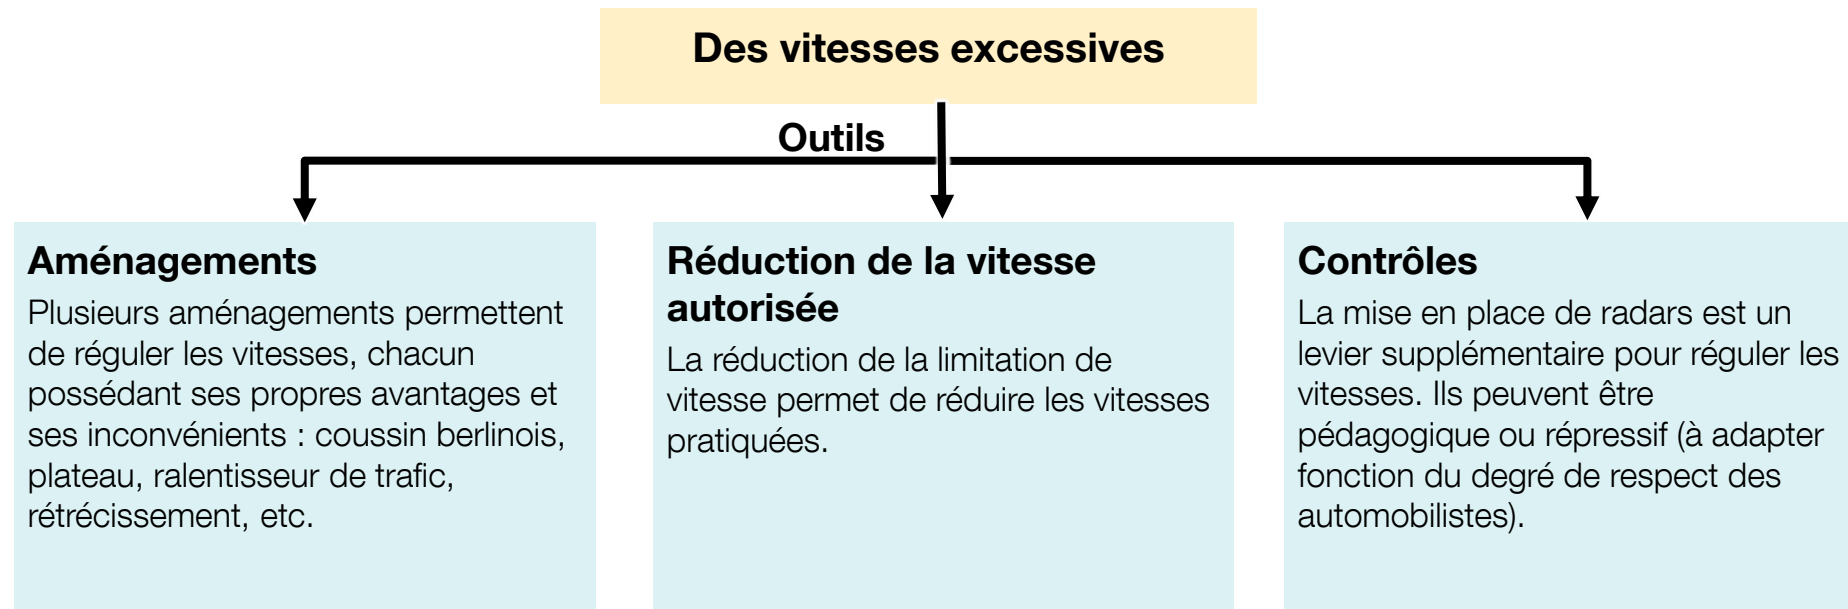 Des vitesses excessives
Outils
Aménagements
Plusieurs aménagements permettent
de réguler les vitesses, chacun
possédant ses propres avantages et
ses inconvénients : coussin berlinois,
plateau, ralentisseur de trafic,
rétrécissement, etc.
Réduction de la vitesse
autorisée
La réduction de la limitation de
vitesse permet de réduire les vitesses
pratiquées.
Contrôles
La mise en place de radars est un
levier supplémentaire pour réguler les
vitesses. Ils peuvent être
pédagogique ou répressif (à adapter
fonction du degré de respect des
automobilistes).